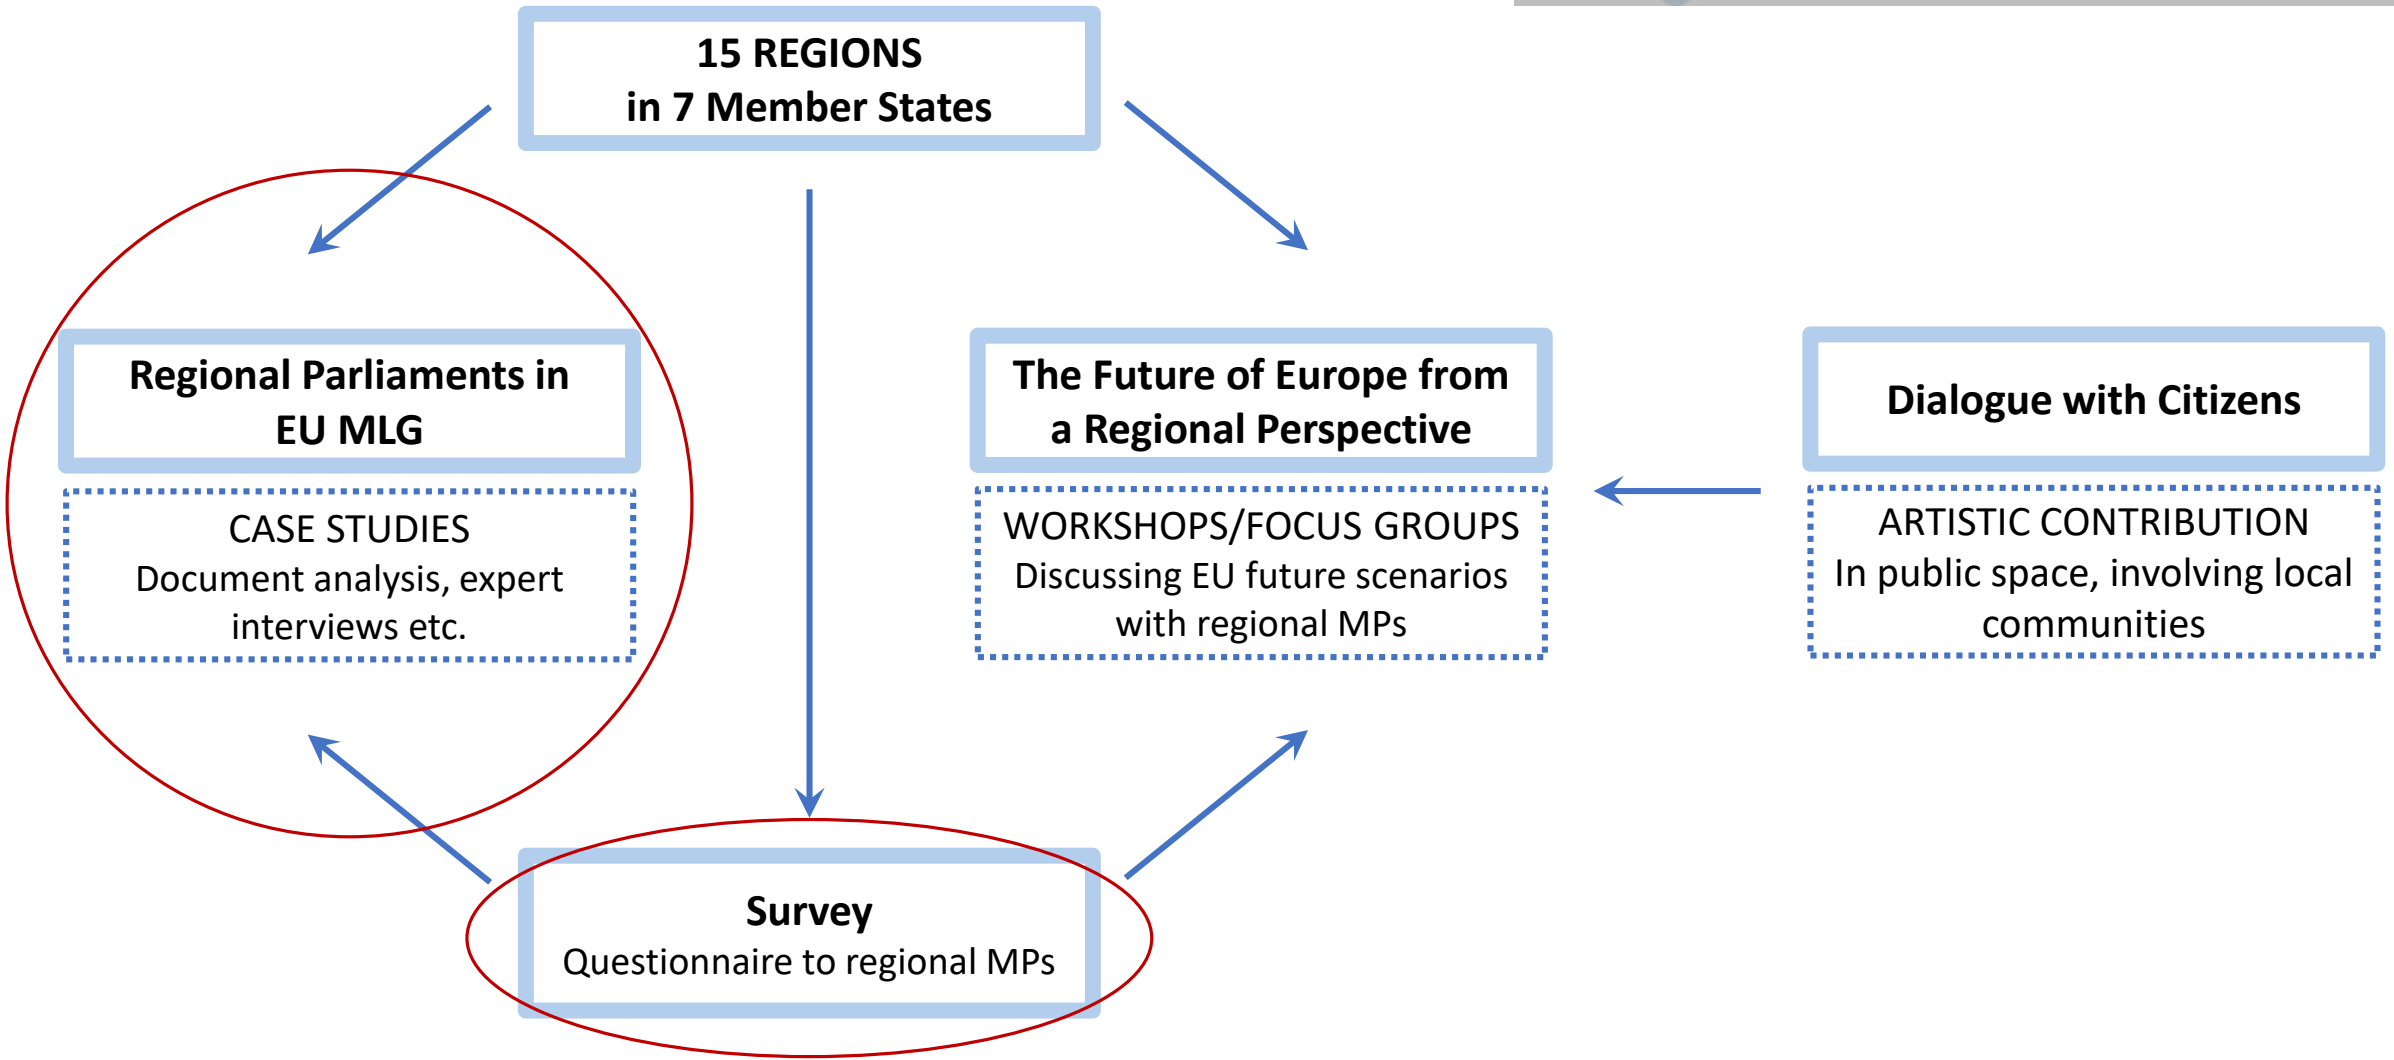 15 REGIONS
in 7 Member States
Regional Parliaments in
EU MLG
CASE STUDIES
Document analysis, expert
interviews etc.
The Future of Europe from
a Regional Perspective
WORKSHOPS/FOCUS GROUPS
Discussing EU future scenarios
with regional MPs
Dialogue with Citizens
ARTISTIC CONTRIBUTION
In public space, involving local
communities
Survey
Questionnaire to regional MPs